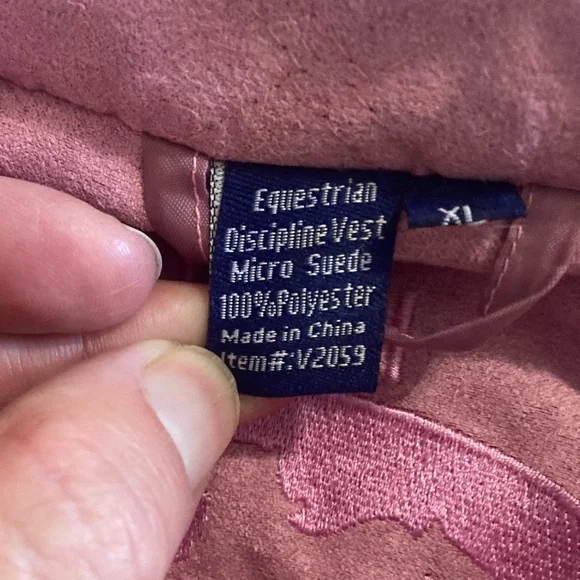 Equestrian
Discipline Vest
Micro Suede
100%Polyester
Made in China
Item#:V2059
XL